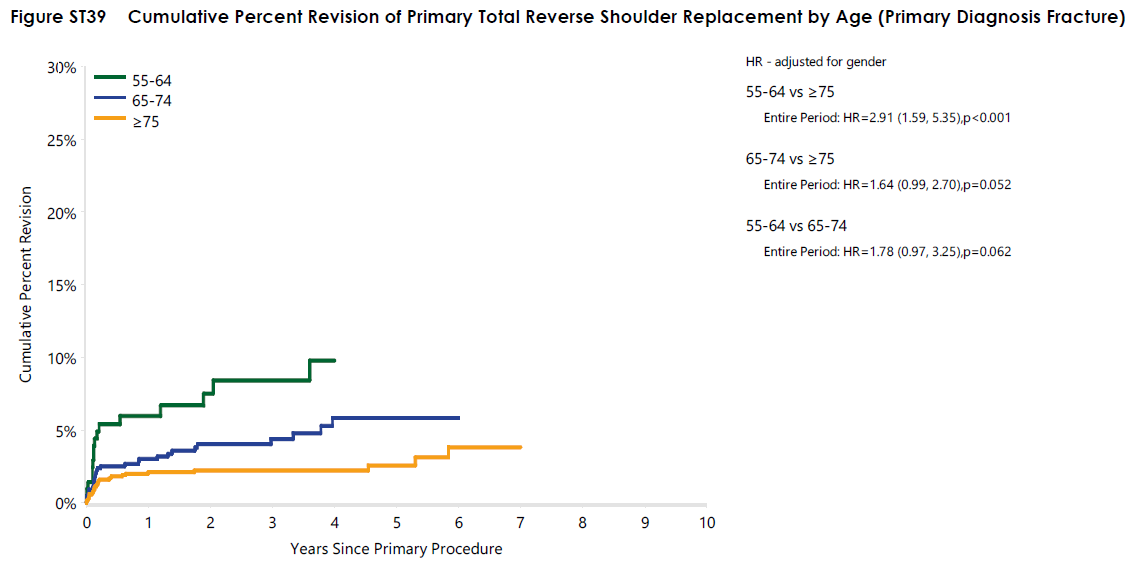 Figure ST39 Cumulative Percent Revision of Primary Total Reverse Shoulder Replacement by Age (Primary Diagnosis Fracture)
30%
25%
20%
15%
10%
5%
0%
Cumulative Percent Revision
55-64
65-74
≥75
0 1 2 3 4 5 6 7 8 9 10
Years Since Primary Procedure
HR - adjusted for gender
55-64 vs ≥75
Entire Period: HR=2.91 (1.59, 5.35),p<0.001
65-74 vs ≥75
Entire Period: HR=1.64 (0.99, 2.70),p=0.052
55-64 vs 65-74
Entire Period: HR=1.78 (0.97, 3.25),p=0.062